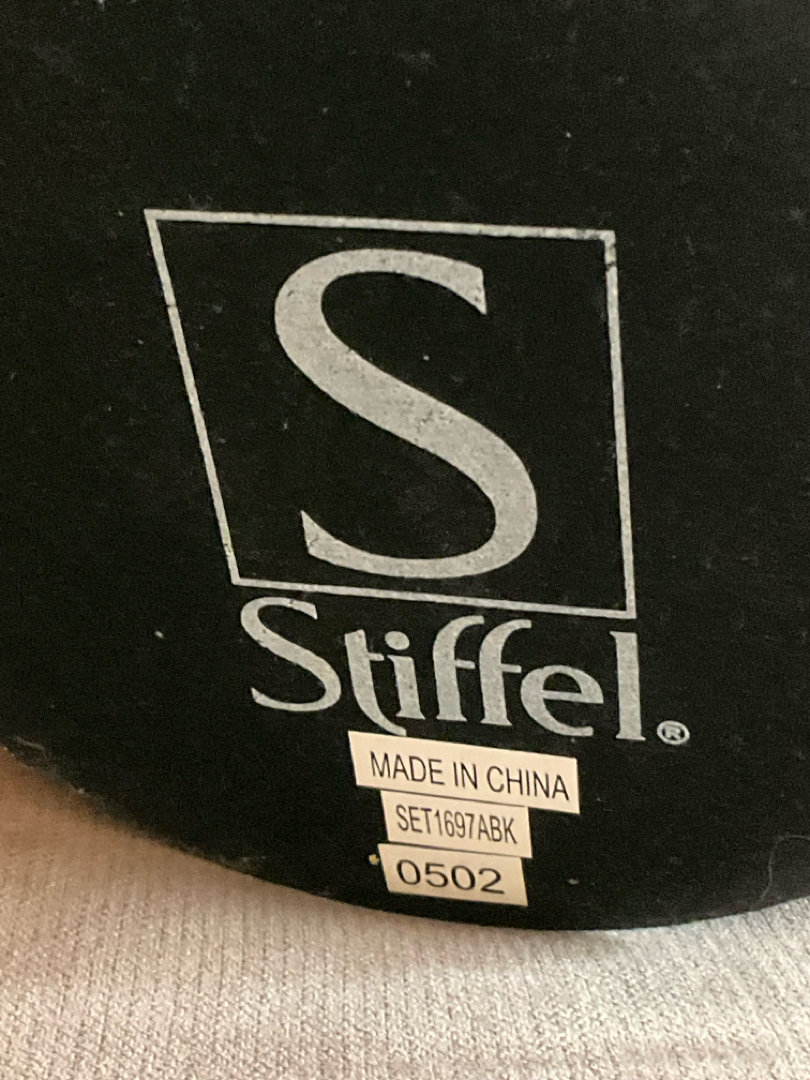 S
Stiffel®
MADE IN CHINA
SET1697ABK
0502